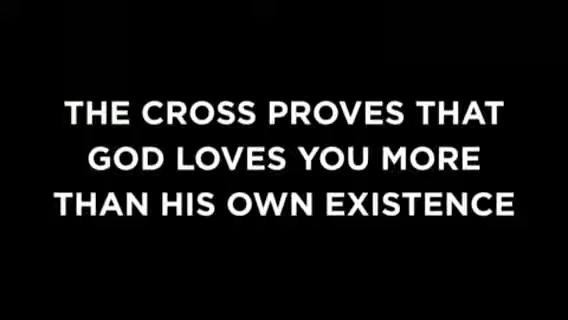 THE CROSS PROVES THAT
GOD LOVES YOU MORE
THAN HIS OWN EXISTENCE